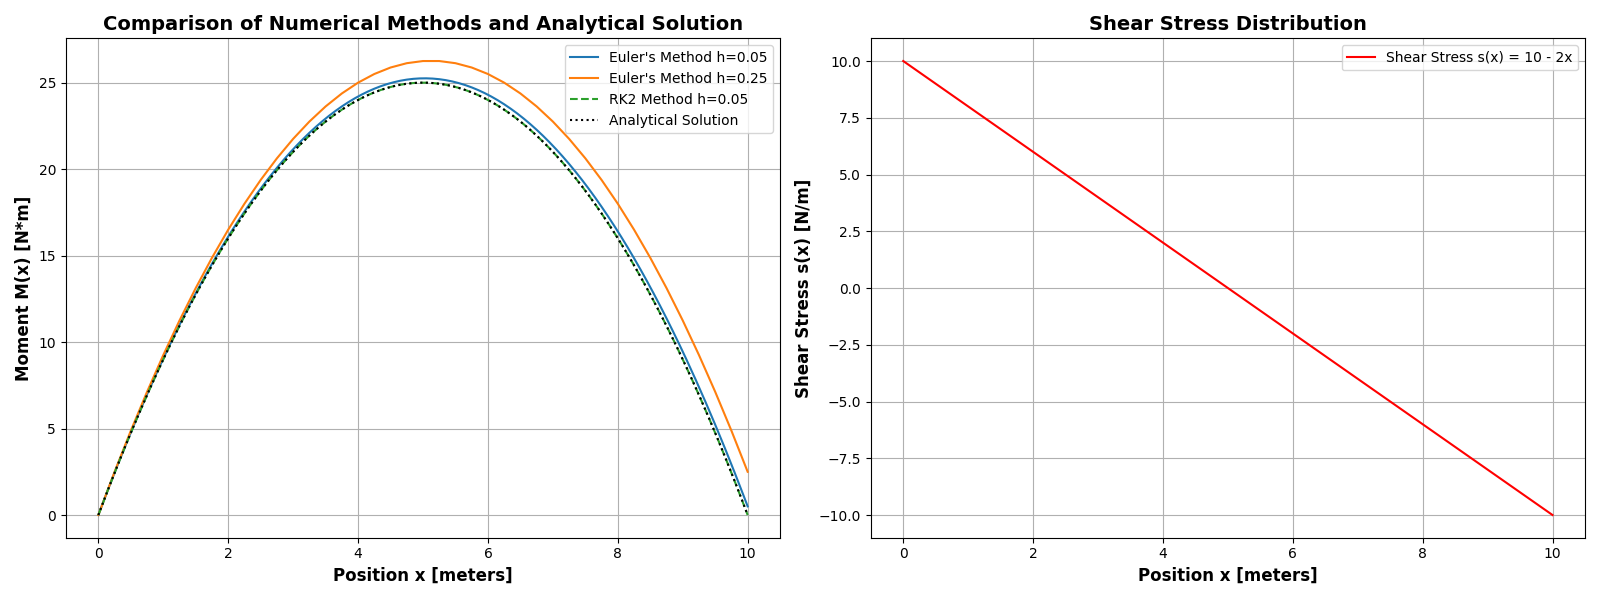 Comparison of Numerical Methods and Analytical Solution
Moment M(x) [N*m]
25
20
15
10
5
0
Euler's Method h=0.05
Euler's Method h=0.25
RK2 Method h=0.05
Analytical Solution
0 2 4 6 8 10
Position x [meters]
Shear Stress Distribution
Shear Stress s(x) [N/m]
10.0
7.5
5.0
2.5
0.0
−2.5
−5.0
−7.5
−10.0
Shear Stress s(x) = 10 - 2x
0 2 4 6 8 10
Position x [meters]